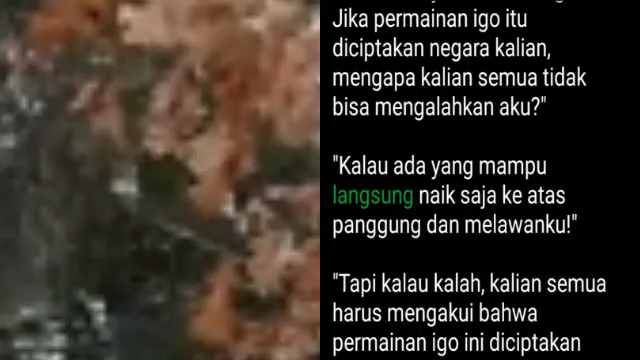 Jika permainan igo itu
diciptakan negara kalian,
mengapa kalian semua tidak
bisa mengalahkan aku?"
"Kalau ada yang mampu
langsung naik saja ke atas
panggung dan melawanku!"
"Tapi kalau kalah, kalian semua
harus mengakui bahwa
permainan igo ini diciptakan